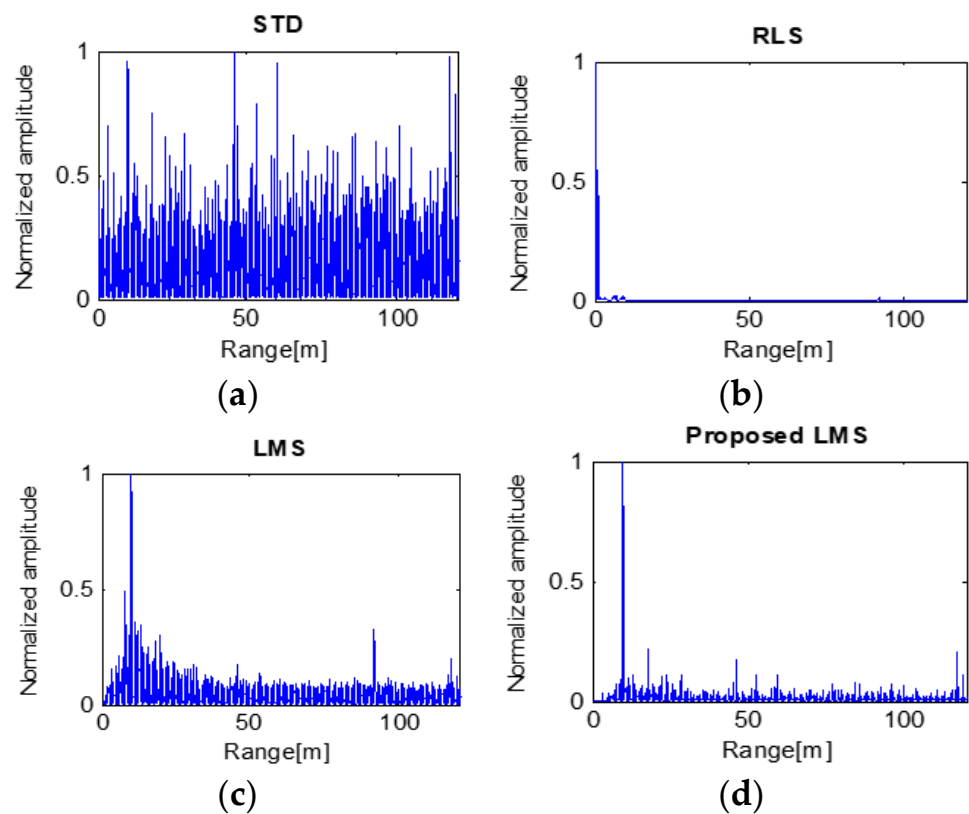 STD
Normalized amplitude
1
0.5
0
0
50
100
Range[m]
(a)
RLS
Normalized amplitude
1
0.5
0
0
50
100
Range[m]
(b)
LMS
Normalized amplitude
1
0.5
0
0
50
100
Range[m]
(c)
Proposed LMS
Normalized amplitude
1
0.5
0
0
50
100
Range[m]
(d)